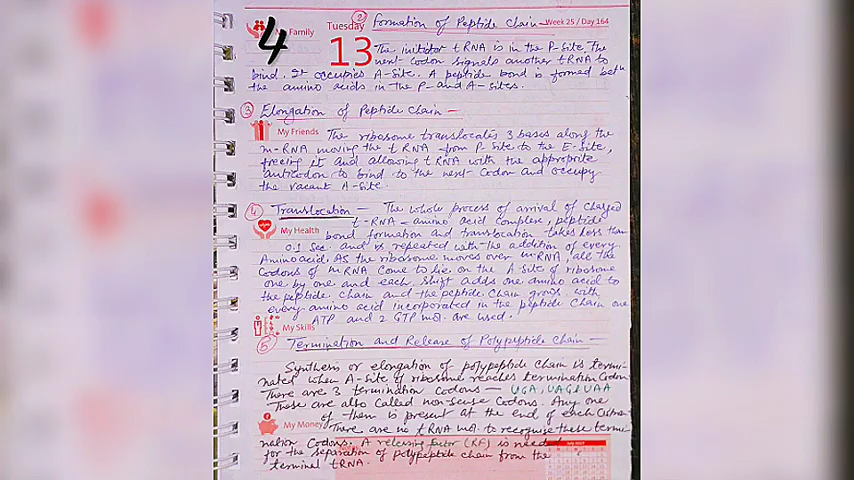 4
My Family
Tuesday
13
Week 25 / Day 164
② Formation of Peptide Chain -
The initiator tRNA is in the P-site. The
next codon signals another tRNA to
bind. It occupies A-site. A peptide bond is formed betn
the amino acids in the P- and A-sites.
③ Elongation of Peptide Chain -
My Friends
The ribosome translocates 3 bases along the
m-RNA moving the tRNA from P-site to the E-site,
freeing it and allowing tRNA with the approprite
anticodon to bind to the next codon and occupy
the vacant A-site.
④ Translocation - The whole process of arrival of charged
t-RNA - amino acid complex, peptide
My Health
bond formation and translocation takes less than
0.1 Sec. and is repeated with the addition of every
Aminoacid. AS the ribosome moves over m-RNA, all the
Codons of mRNA come to lie on the A site of ribosome
one by one and each shift adds one amino acid to
the peptide chain and the peptide chain grows with
every amino acid incorporated in the peptide chain one
ATP and 2 GTP mol. are used.
My Skills
⑤ Termination and Release of Polypeptide Chain -
Synthesis or elongation of polypeptide chain is termi-
nated when A-site of ribosome reaches termination codon
There are 3 termination codons - UGA, UAG & UAA
These are also called non-sense codons. Any one
of them is present at the end of each
My Money
There are no tRNA mol. to recognise these termi-
nation codons. A releasing factor (RF) is needed
for the separation of polypeptide chain from the
terminal tRNA.